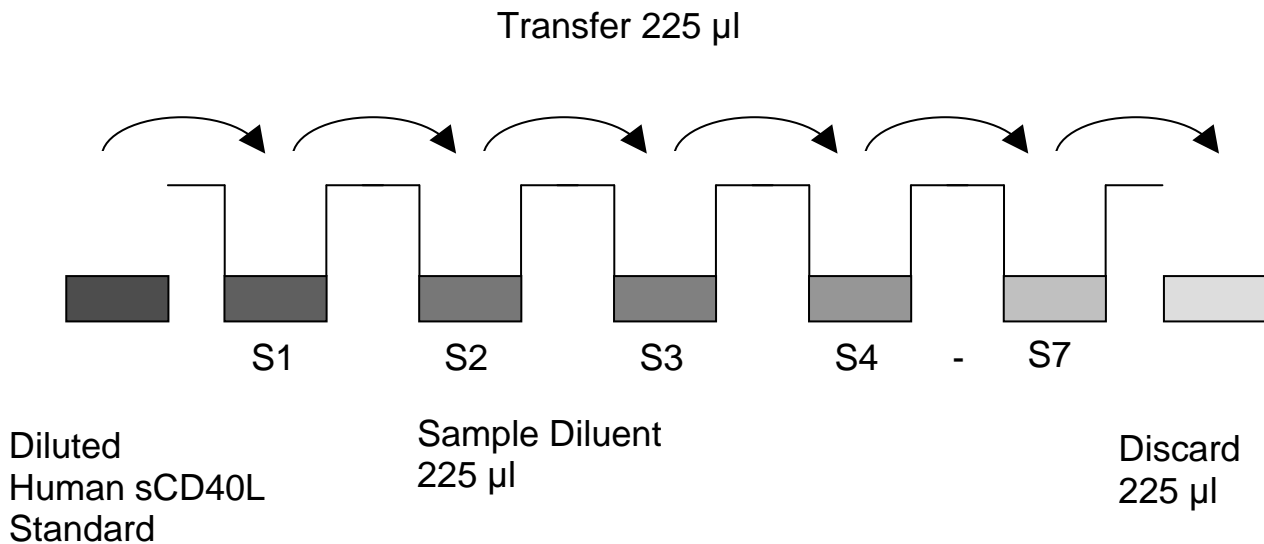 Transfer 225 µl
S1 S2 S3 S4 - S7
Diluted
Human sCD40L
Standard
Sample Diluent
225 µl
Discard
225 µl